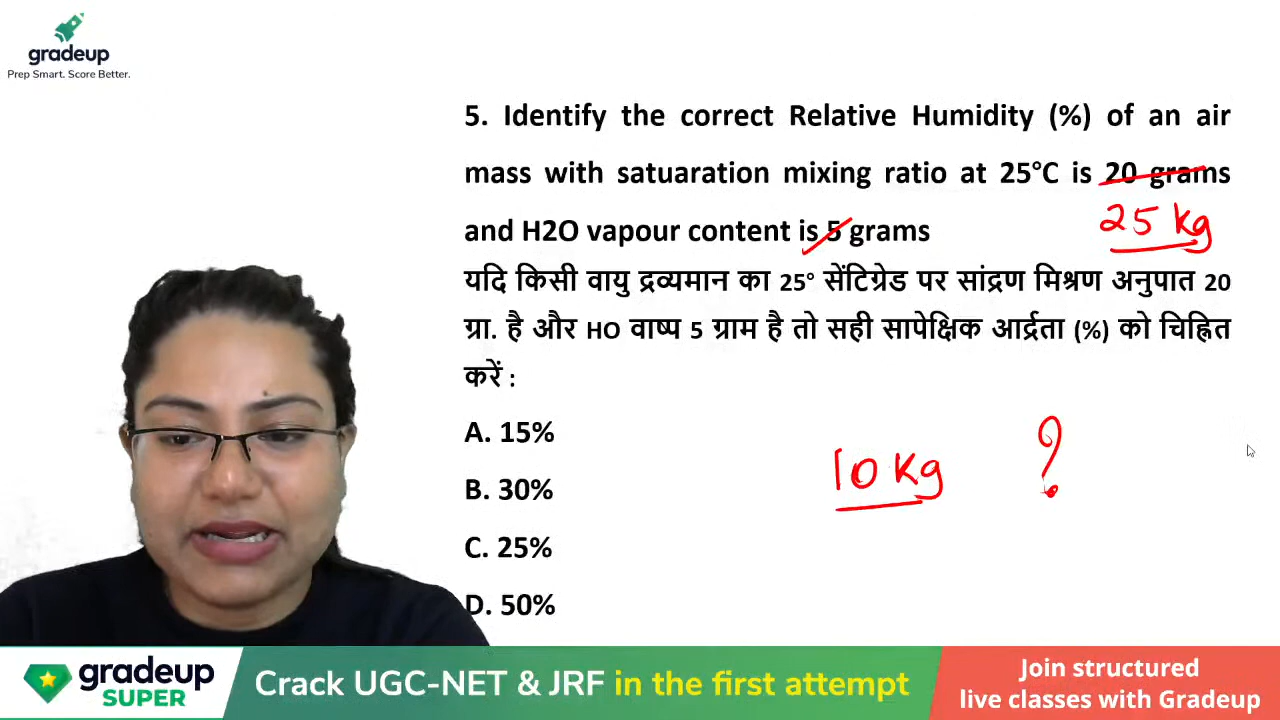 gradeup
Prep Smart. Score Better.
5. Identify the correct Relative Humidity (%) of an air
mass with satuaration mixing ratio at 25°C is 20 grams
25 kg
and H2O vapour content is 5 grams
यदि किसी वायु द्रव्यमान का 25° सेंटिग्रेड पर सांद्रण मिश्रण अनुपात 20
ग्रा. है और HO वाष्प 5 ग्राम है तो सही सापेक्षिक आर्द्रता (%) को चिह्नित
करें :
A. 15%
10 Kg ?
B. 30%
C. 25%
D. 50%
gradeup
SUPER
Crack UGC-NET & JRF in the first attempt
Join structured
live classes with Gradeup